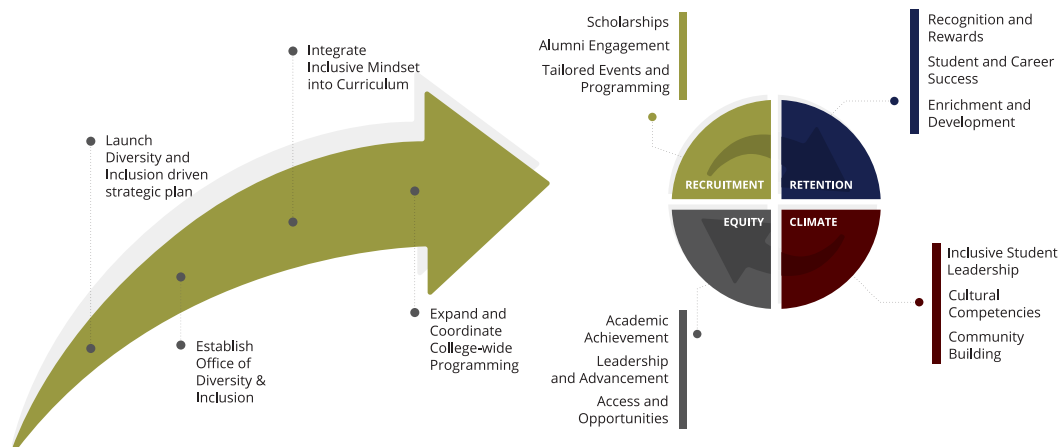 Launch
Diversity and
Inclusion driven
strategic plan
Establish
Office of
Diversity &
Inclusion
Integrate
Inclusive Mindset
into Curriculum
Expand and
Coordinate
College-wide
Programming
Scholarships
Alumni Engagement
Tailored Events and
Programming
Recognition and
Rewards
Student and Career
Success
Enrichment and
Development
RECRUITMENT
RETENTION
EQUITY
CLIMATE
Academic
Achievement
Leadership
and Advancement
Access and
Opportunities
Inclusive Student
Leadership
Cultural
Competencies
Community
Building